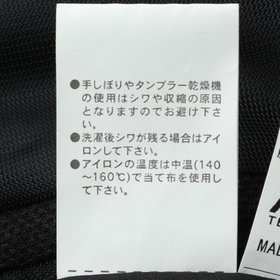 ●手しぼりやタンブラー乾燥機
の使用はシワや収縮の原因
となりますのでお避け下さ
い。
●洗濯後シワが残る場合はアイ
ロンして下さい。
●アイロンの温度は中温(140
～160℃)で当て布を使用し
て下さい。
MAD